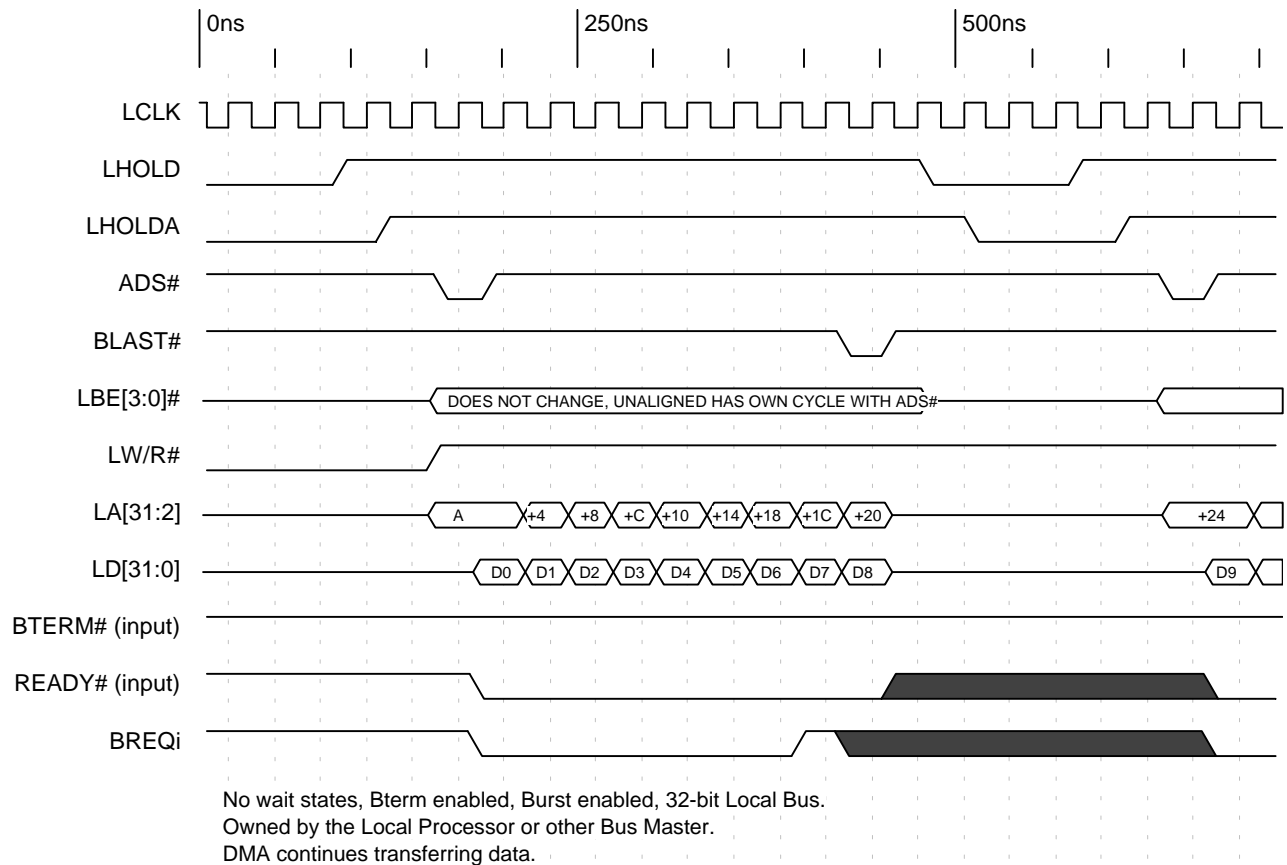 0ns 250ns 500ns
LCLK
LHOLD
LHOLDA
ADS#
BLAST#
LBE[3:0]# DOES NOT CHANGE, UNALIGNED HAS OWN CYCLE WITH ADS#
LW/R#
LA[31:2] A +4 +8 +C +10 +14 +18 +1C +20 +24
LD[31:0] D0 D1 D2 D3 D4 D5 D6 D7 D8 D9
BTERM# (input)
READY# (input)
BREQi
No wait states, Bterm enabled, Burst enabled, 32-bit Local Bus.
Owned by the Local Processor or other Bus Master.
DMA continues transferring data.